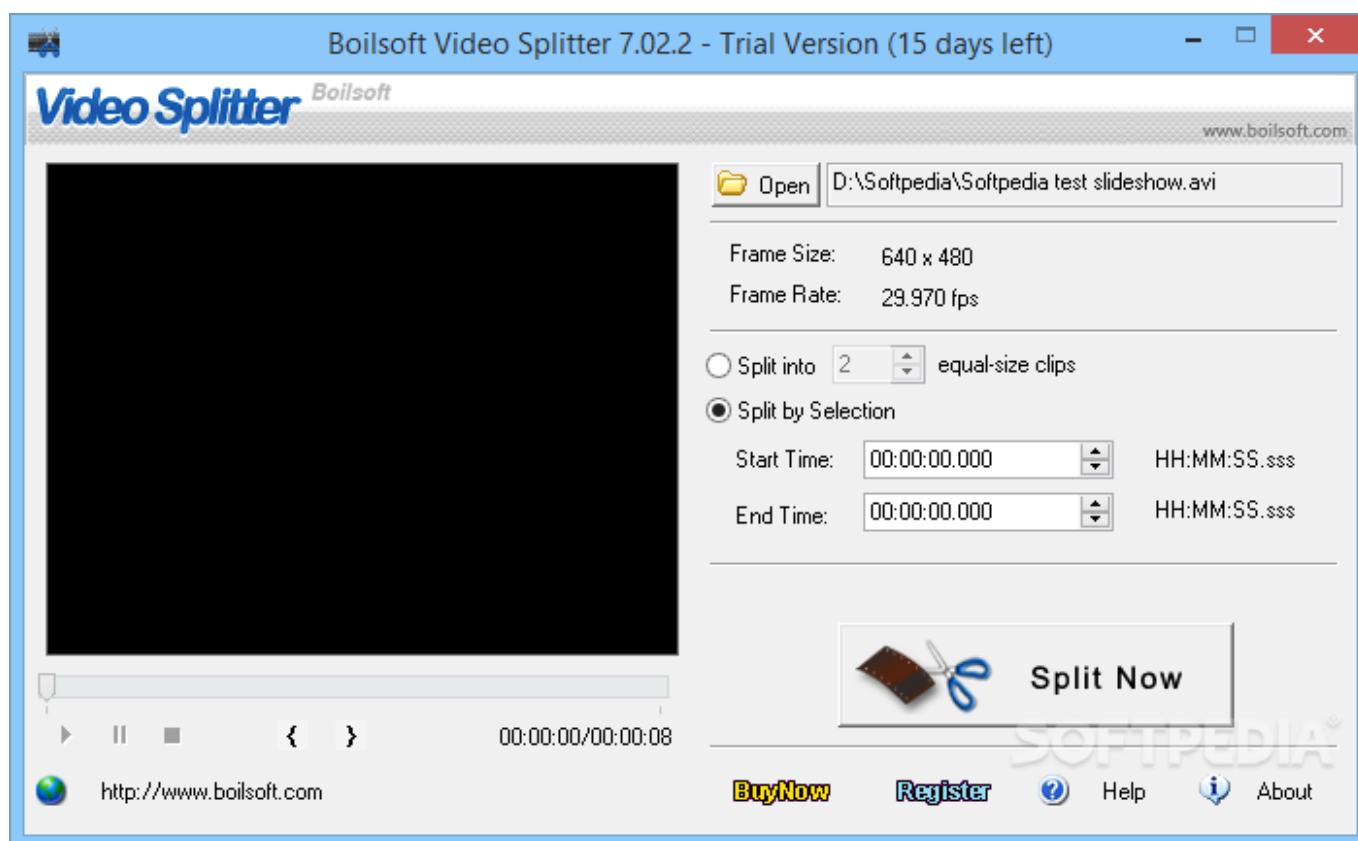 Boilsoft Video Splitter 7.02.2 - Trial Version (15 days left)
Video Splitter Boilsoft
www.boilsoft.com
Open D:\Softpedia\Softpedia test slideshow.avi
Frame Size: 640 x 480
Frame Rate: 29.970 fps
Split into 2 equal-size clips
Split by Selection
Start Time: 00:00:00.000 HH:MM:SS.sss
End Time: 00:00:00.000 HH:MM:SS.sss
Split Now
SOFTPEDIA®
{ } 00:00:00/00:00:08
http://www.boilsoft.com
BuyNow Register Help About